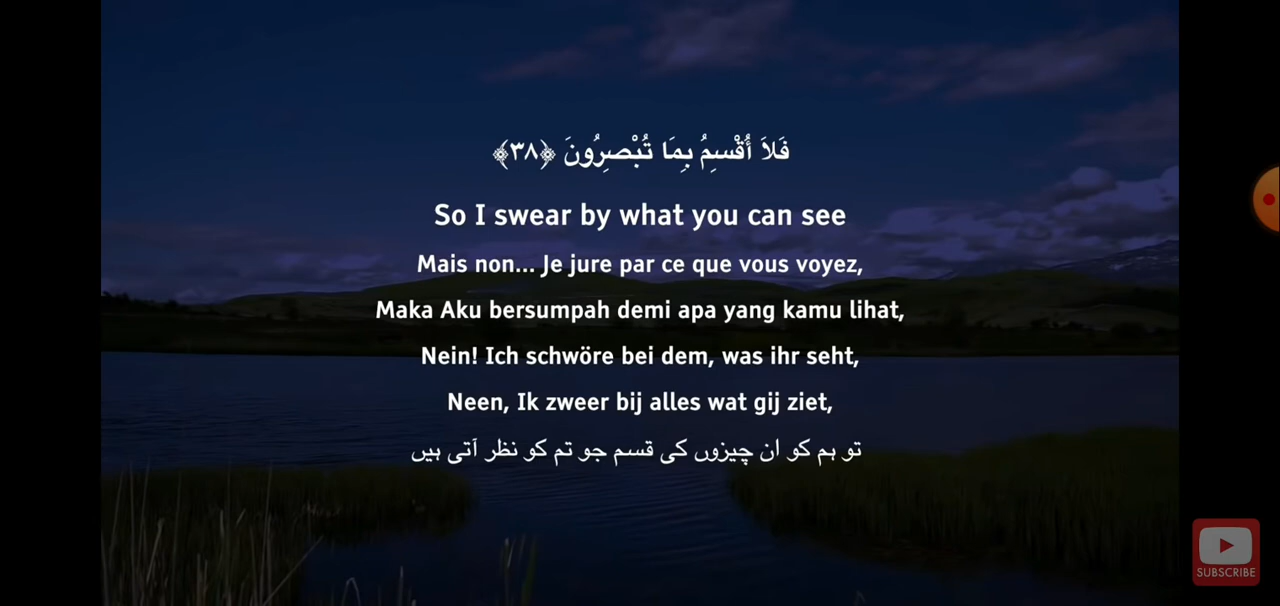 فَلاَ أُقْسِمُ بِمَا تُبْصِرُونَ ﴿٣٨﴾
So I swear by what you can see
Mais non... Je jure par ce que vous voyez,
Maka Aku bersumpah demi apa yang kamu lihat,
Nein! Ich schwöre bei dem, was ihr seht,
Neen, Ik zweer bij alles wat gij ziet,
تو ہم کو ان چیزوں کی قسم جو تم کو نظر آتی ہیں
SUBSCRIBE